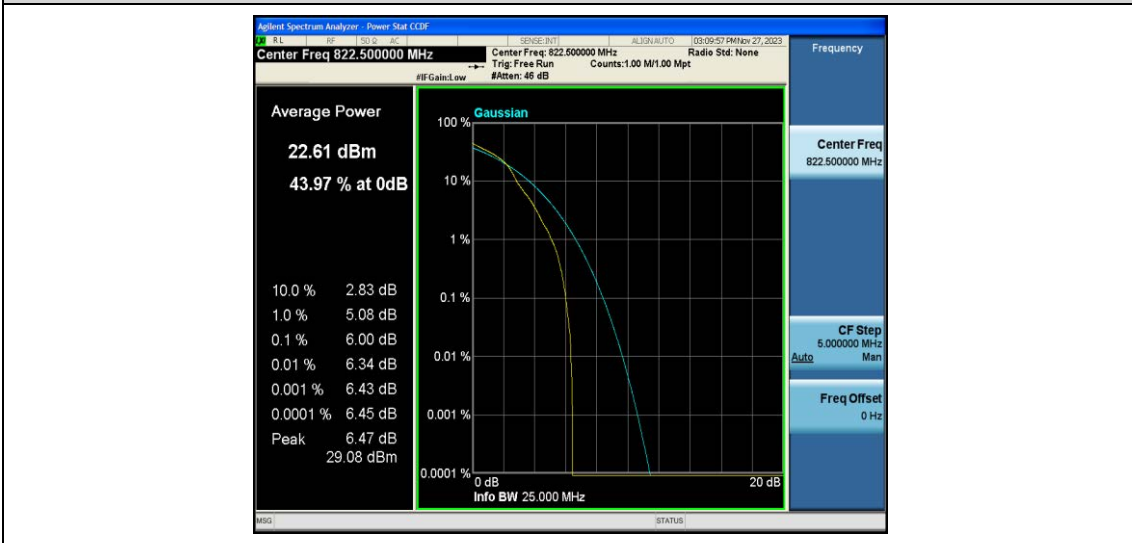 Agilent Spectrum Analyzer - Power Stat CCDF
RL RF 50 Ω AC SENSE:INT ALIGNAUTO 03:09:57 PMNov 27, 2023
Center Freq 822.500000 MHz
Center Freq: 822.500000 MHz Radio Std: None
Trig: Free Run Counts:1.00 M/1.00 Mpt
#IFGain:Low #Atten: 46 dB
Frequency
Average Power
22.61 dBm
43.97 % at 0dB
10.0 % 2.83 dB
1.0 % 5.08 dB
0.1 % 6.00 dB
0.01 % 6.34 dB
0.001 % 6.43 dB
0.0001 % 6.45 dB
Peak 6.47 dB
29.08 dBm
Gaussian
100 %
10 %
1 %
0.1 %
0.01 %
0.001 %
0.0001 %
0 dB 20 dB
Info BW 25.000 MHz
Center Freq
822.500000 MHz
CF Step
5.000000 MHz
Auto Man
Freq Offset
0 Hz
MSG STATUS